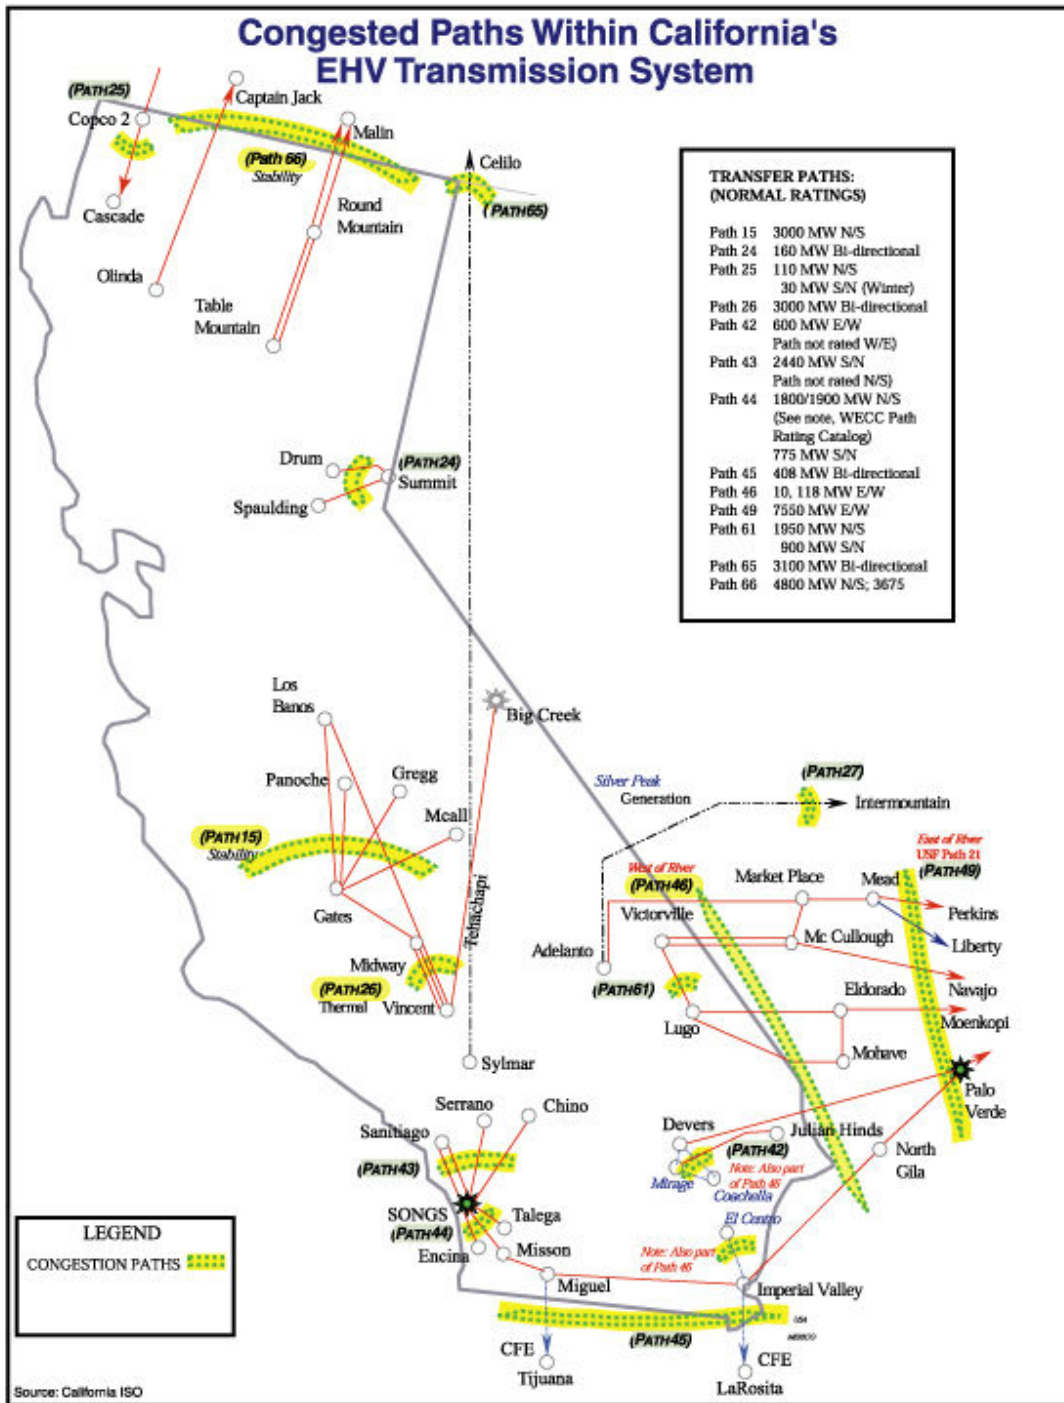 Congested Paths Within California's
EHV Transmission System
(PATH25)
Captain Jack
Copco 2
Malin
(Path 66)
Stability
Celilo
(PATH65)
Cascade
Round
Mountain
Olinda
Table
Mountain
TRANSFER PATHS:
(NORMAL RATINGS)
Path 15 3000 MW N/S
Path 24 160 MW Bi-directional
Path 25 110 MW N/S
30 MW S/N (Winter)
Path 26 3000 MW Bi-directional
Path 42 600 MW E/W
Path not rated W/E)
Path 43 2440 MW S/N
Path not rated N/S)
Path 44 1800/1900 MW N/S
(See note, WECC Path
Rating Catalog)
775 MW S/N
Path 45 408 MW Bi-directional
Path 46 10, 118 MW E/W
Path 49 7550 MW E/W
Path 61 1950 MW N/S
900 MW S/N
Path 65 3100 MW Bi-directional
Path 66 4800 MW N/S; 3675
Drum
(PATH24)
Summit
Spaulding
Los
Banos
Big Creek
Panoche
Gregg
Mcall
(PATH15)
Stability
Gates
Tehachapi
Midway
(PATH26)
Thermal
Vincent
Sylmar
Silver Peak
Generation
(PATH27)
Intermountain
East of River
USF Path 21
(PATH49)
West of River
(PATH46)
Market Place
Mead
Victorville
Perkins
Liberty
Mc Cullough
Adelanto
(PATH61)
Navajo
Eldorado
Moenkopi
Lugo
Mohave
Palo
Verde
Serrano
Chino
Sanitiago
(PATH43)
SONGS
(PATH44)
Talega
Encina
Misson
Miguel
Devers
Julian Hinds
(PATH42)
Mirage
Note: Also part
of Path 46
Coachella
North
Gila
El Centro
Note: Also part
of Path 46
Imperial Valley
USA
MEXICO
(PATH45)
CFE
Tijuana
CFE
LaRosita
LEGEND
CONGESTION PATHS
Source: California ISO